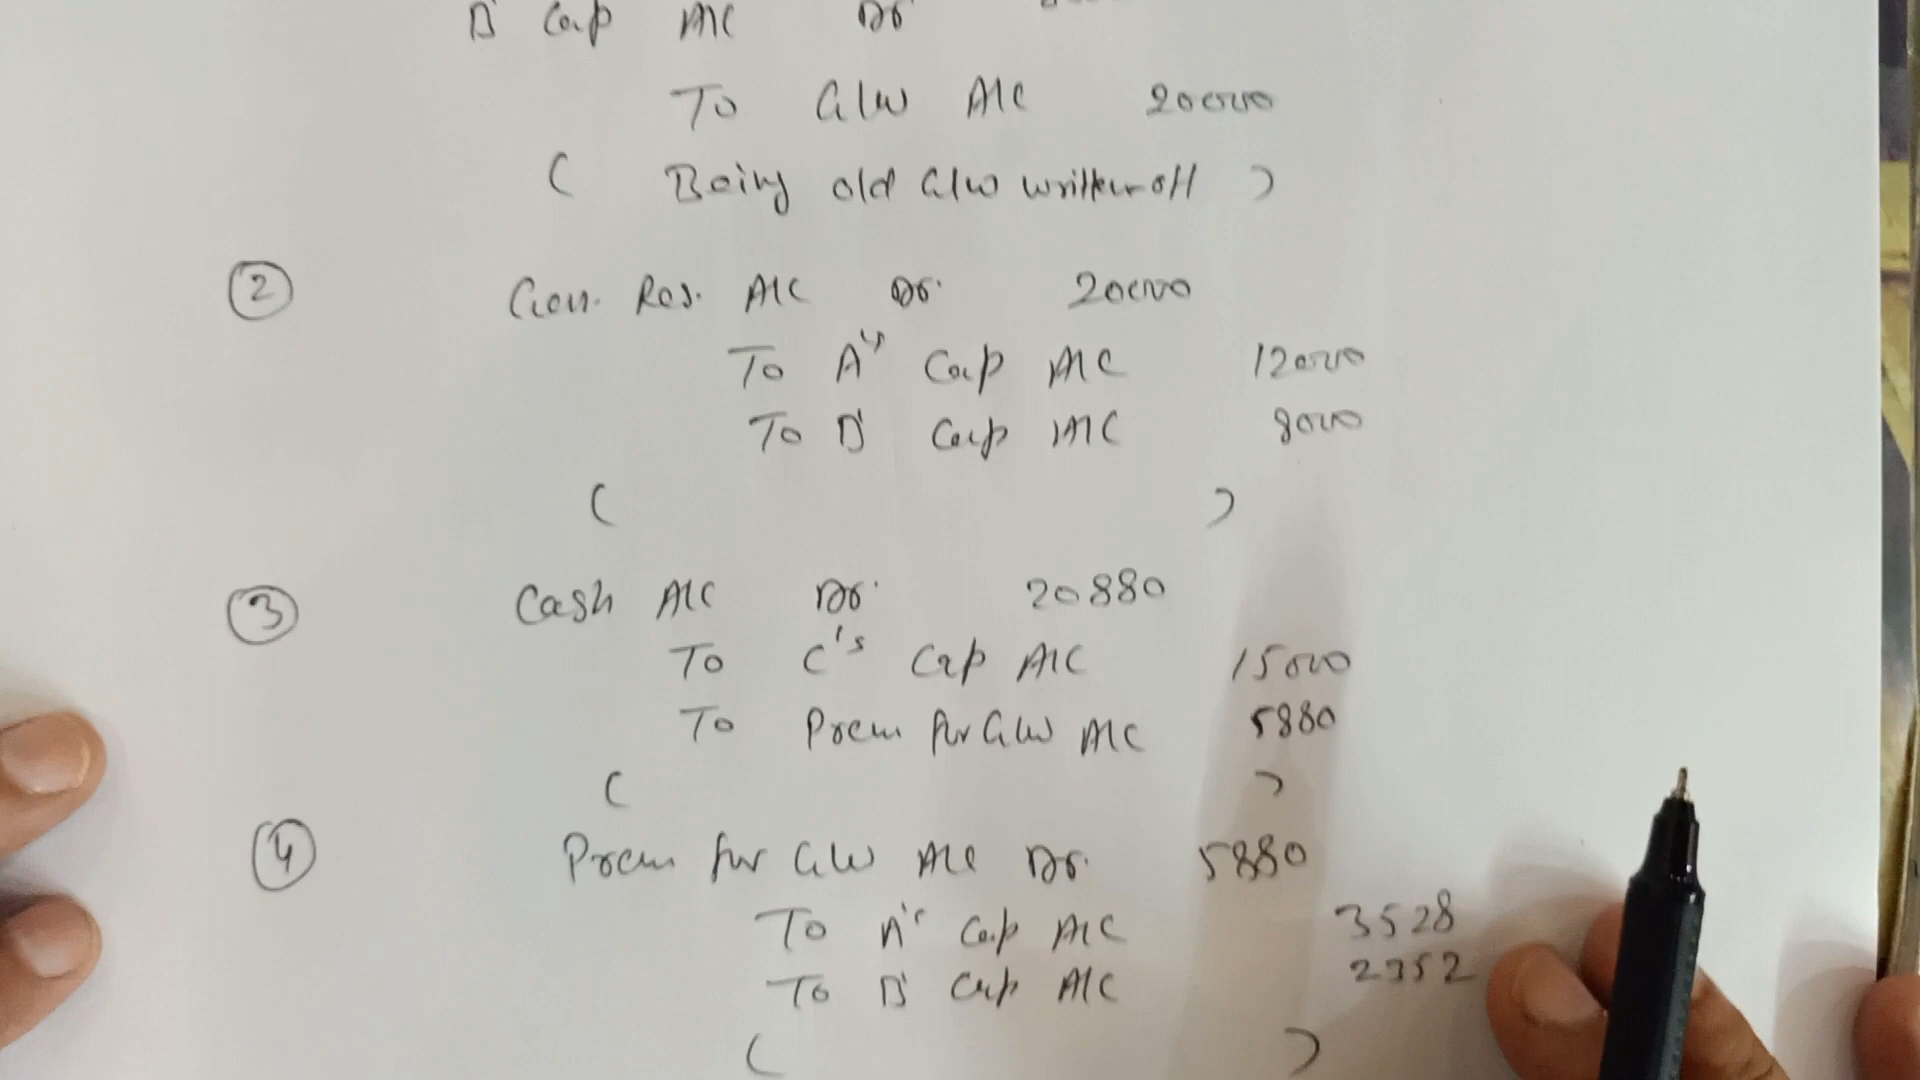 B Cap A/C Dr
To G/W A/C 20000
( Being old G/W written off )
② Gen. Res. A/C Dr. 20000
To A's Cap A/C 12000
To B Cap A/C 8000
( )
③ Cash A/C Dr. 20880
To C's Cap A/C 15000
To Prem for G/W A/C 5880
( )
④ Prem for G/W A/C Dr. 5880
To A's Cap A/C 3528
To B Cap A/C 2352
( )